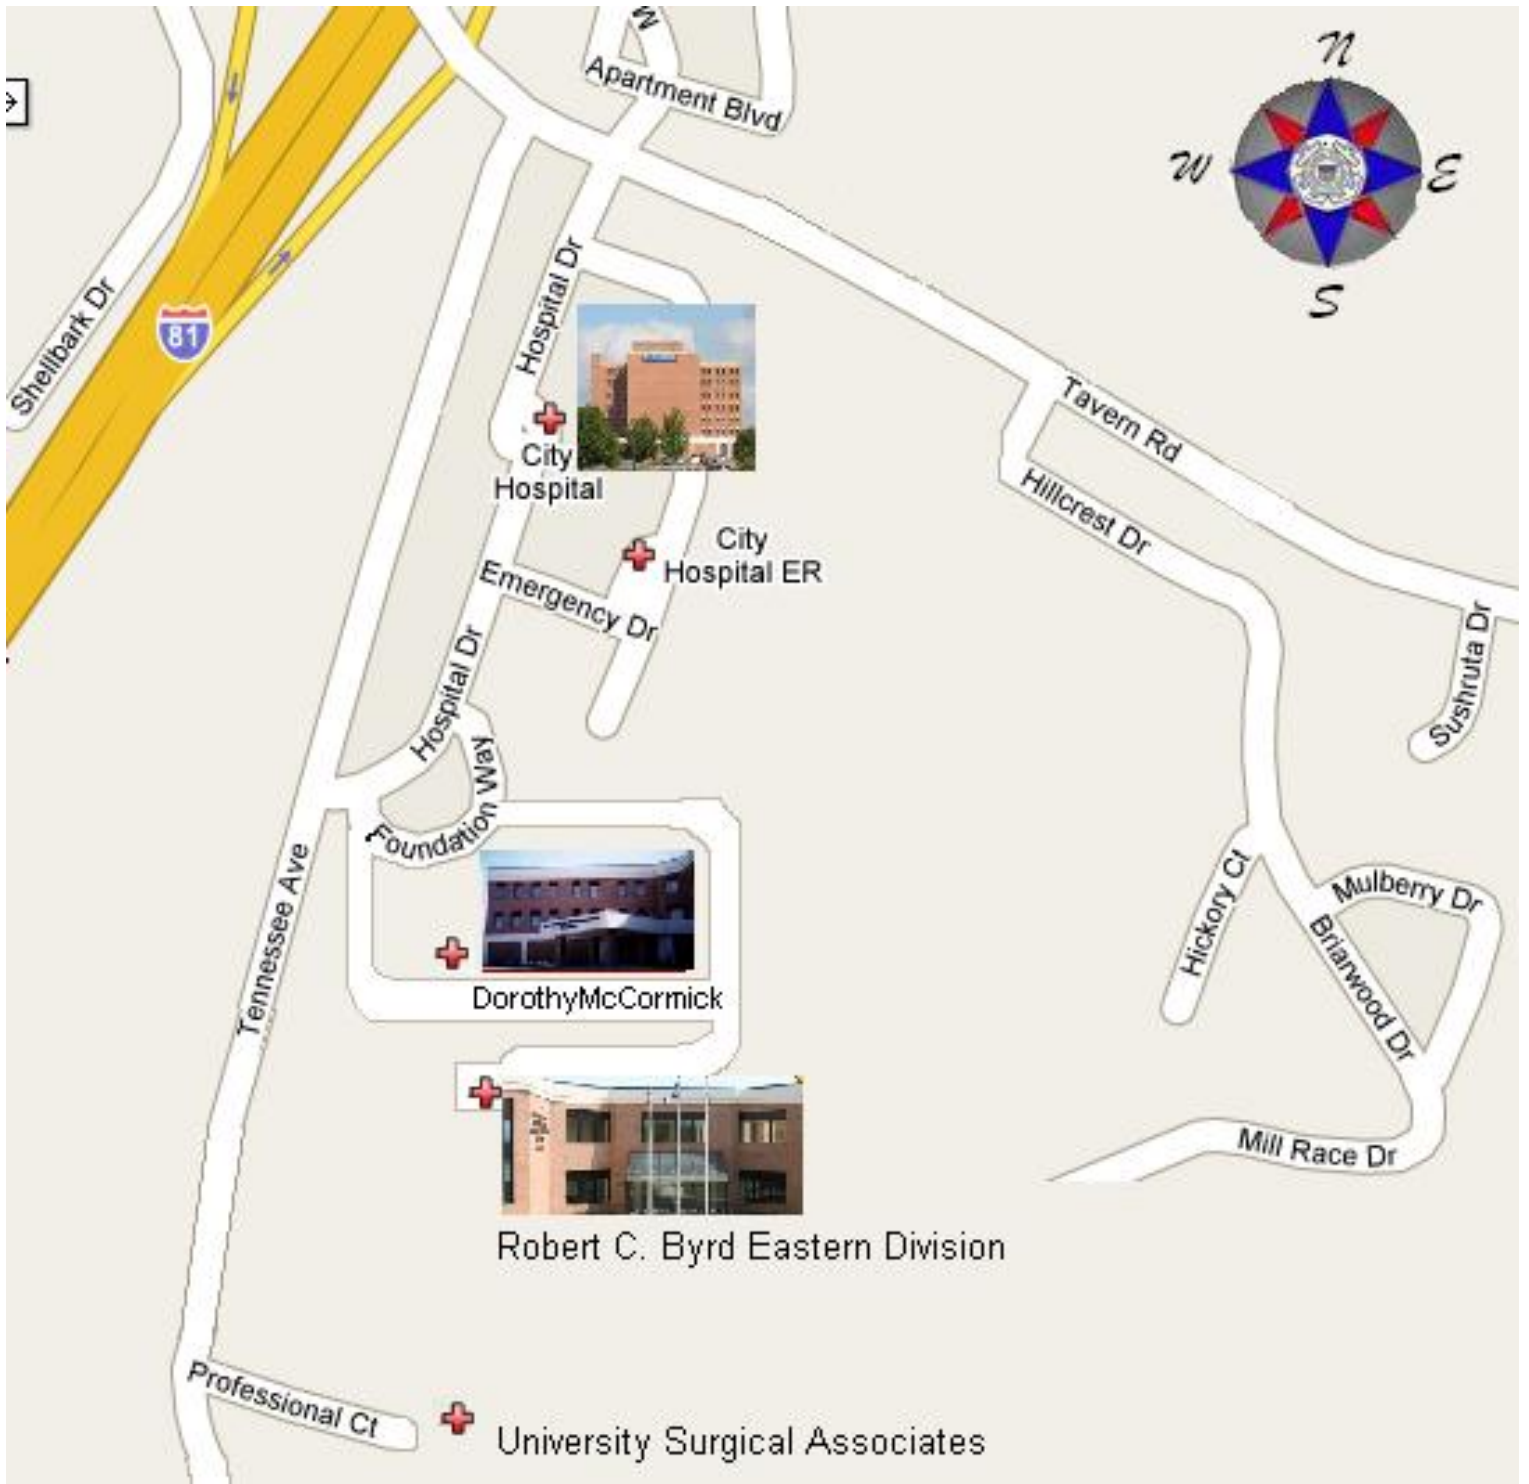 M
N
Apartment Blvd
W
E
S
Hospital Dr
Shellbark Dr
81
Tavern Rd
City
Hospital
Hillcrest Dr
City
Hospital ER
Emergency Dr
Hospital Dr
Sushruta Dr
Foundation Way
Tennessee Ave
Hickory Ct
Mulberry Dr
Briarwood Dr
DorothyMcCormick
Mill Race Dr
Robert C. Byrd Eastern Division
Professional Ct
University Surgical Associates